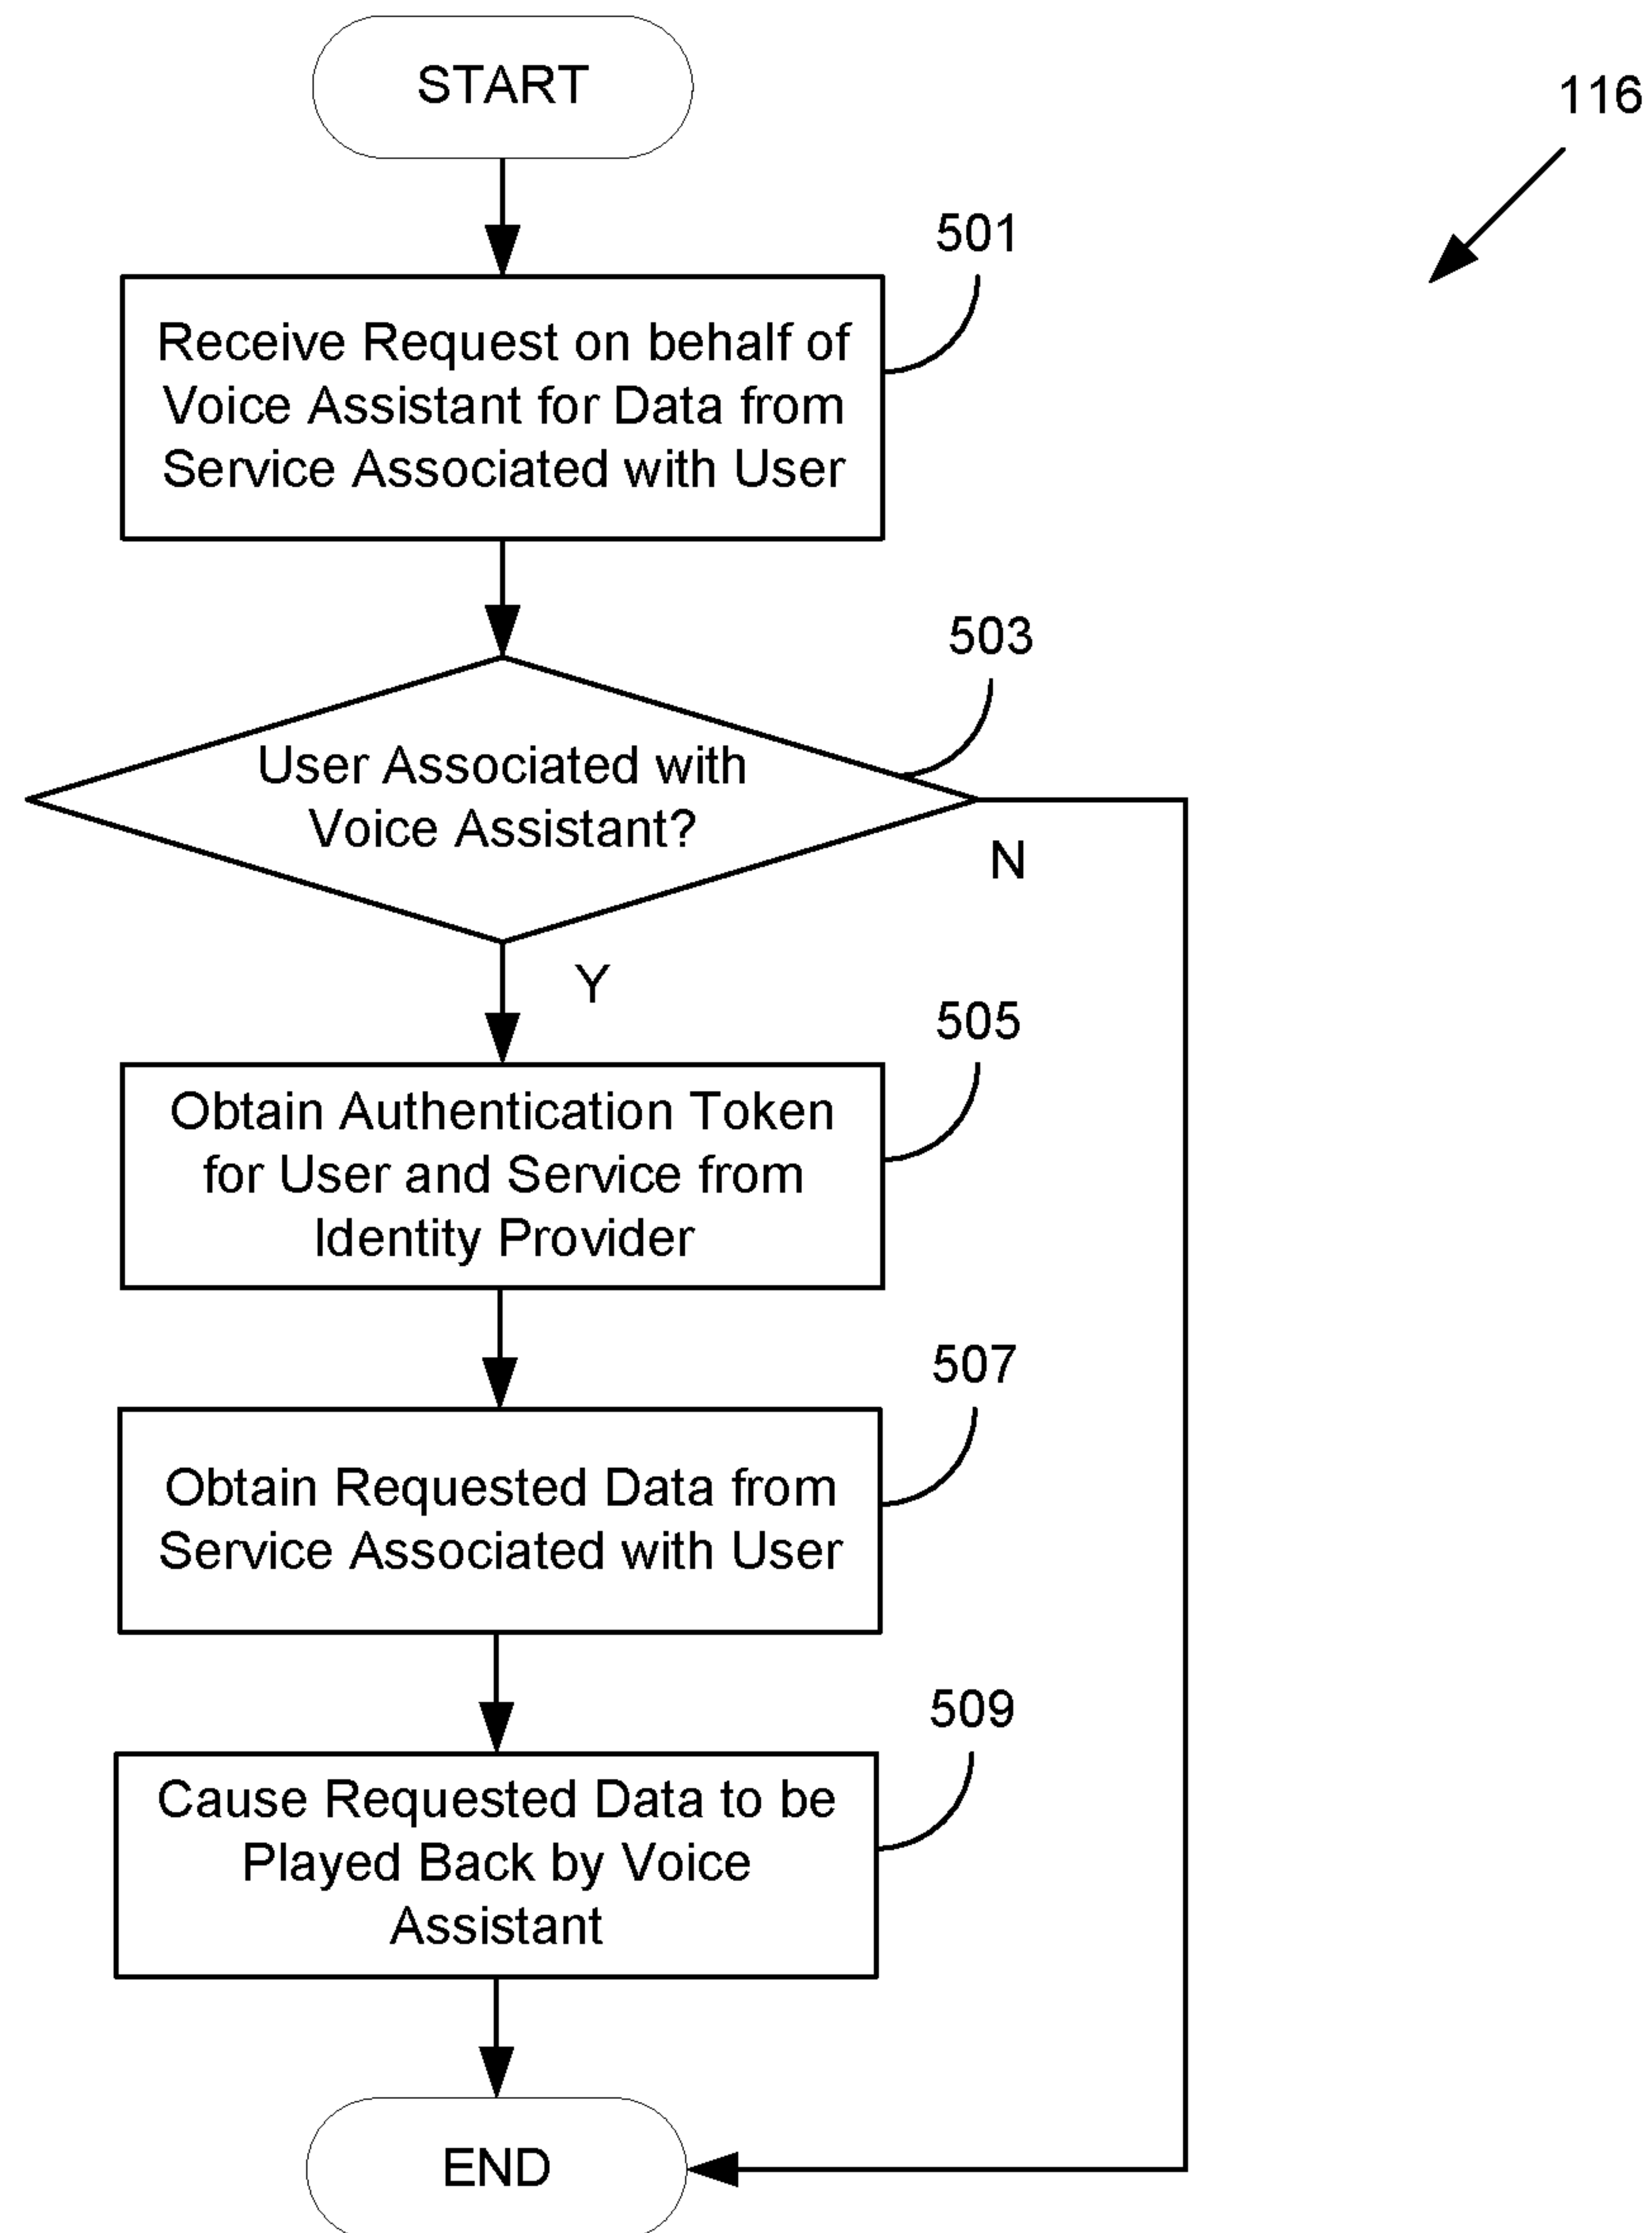 START
116
501
Receive Request on behalf of
Voice Assistant for Data from
Service Associated with User
503
User Associated with
Voice Assistant?
N
Y
505
Obtain Authentication Token
for User and Service from
Identity Provider
507
Obtain Requested Data from
Service Associated with User
509
Cause Requested Data to be
Played Back by Voice
Assistant
END